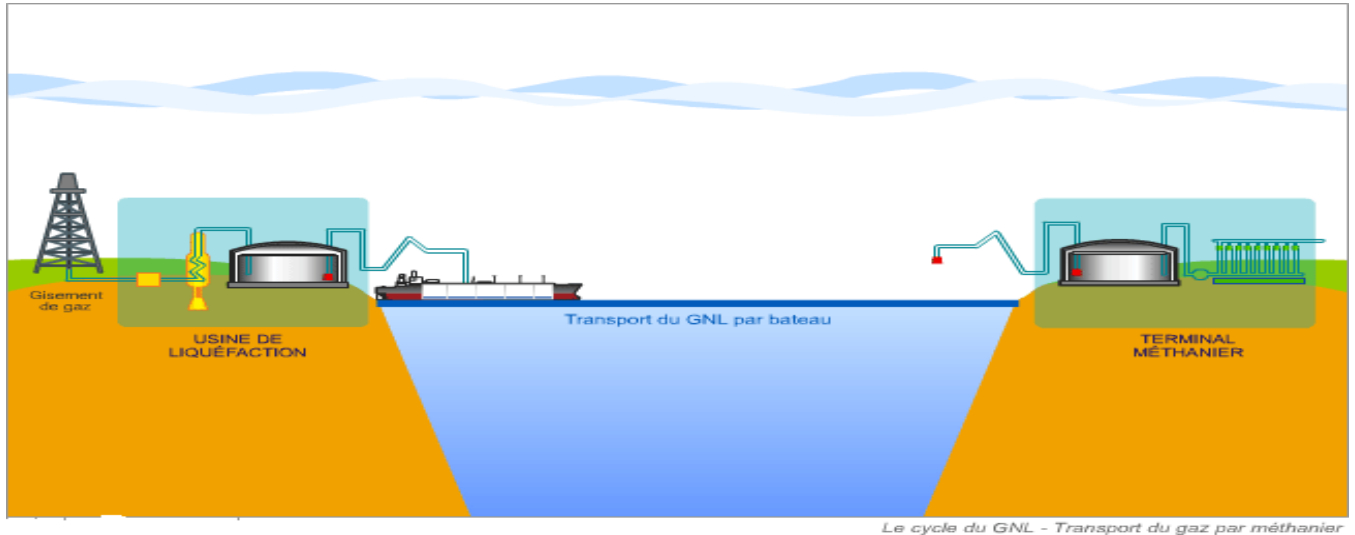 Gisement
de gaz
USINE DE
LIQUÉFACTION
Transport du GNL par bateau
TERMINAL
MÉTHANIER
Le cycle du GNL - Transport du gaz par méthanier